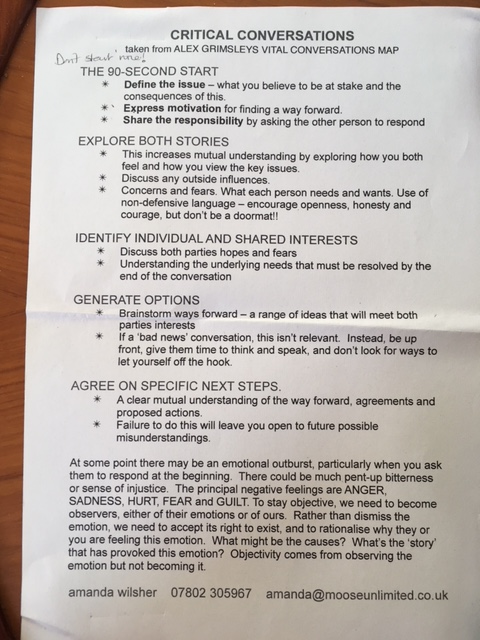 CRITICAL CONVERSATIONS
taken from ALEX GRIMSLEYS VITAL CONVERSATIONS MAP
Don't start
THE 90-SECOND START
* Define the issue – what you believe to be at stake and the
consequences of this.
* Express motivation for finding a way forward.
* Share the responsibility by asking the other person to respond
EXPLORE BOTH STORIES
* This increases mutual understanding by exploring how you both
feel and how you view the key issues.
* Discuss any outside influences.
* Concerns and fears. What each person needs and wants. Use of
non-defensive language – encourage openness, honesty and
courage, but don't be a doormat!!
IDENTIFY INDIVIDUAL AND SHARED INTERESTS
* Discuss both parties hopes and fears
* Understanding the underlying needs that must be resolved by the
end of the conversation
GENERATE OPTIONS
* Brainstorm ways forward – a range of ideas that will meet both
parties interests
* If a 'bad news' conversation, this isn't relevant. Instead, be up
front, give them time to think and speak, and don't look for ways to
let yourself off the hook.
AGREE ON SPECIFIC NEXT STEPS.
* A clear mutual understanding of the way forward, agreements and
proposed actions.
* Failure to do this will leave you open to future possible
misunderstandings.
At some point there may be an emotional outburst, particularly when you ask
them to respond at the beginning. There could be much pent-up bitterness
or sense of injustice. The principal negative feelings are ANGER,
SADNESS, HURT, FEAR and GUILT. To stay objective, we need to become
observers, either of their emotions or of ours. Rather than dismiss the
emotion, we need to accept its right to exist, and to rationalise why they or
you are feeling this emotion. What might be the causes? What's the 'story'
that has provoked this emotion? Objectivity comes from observing the
emotion but not becoming it.
amanda wilsher 07802 305967 amanda@mooseunlimited.co.uk